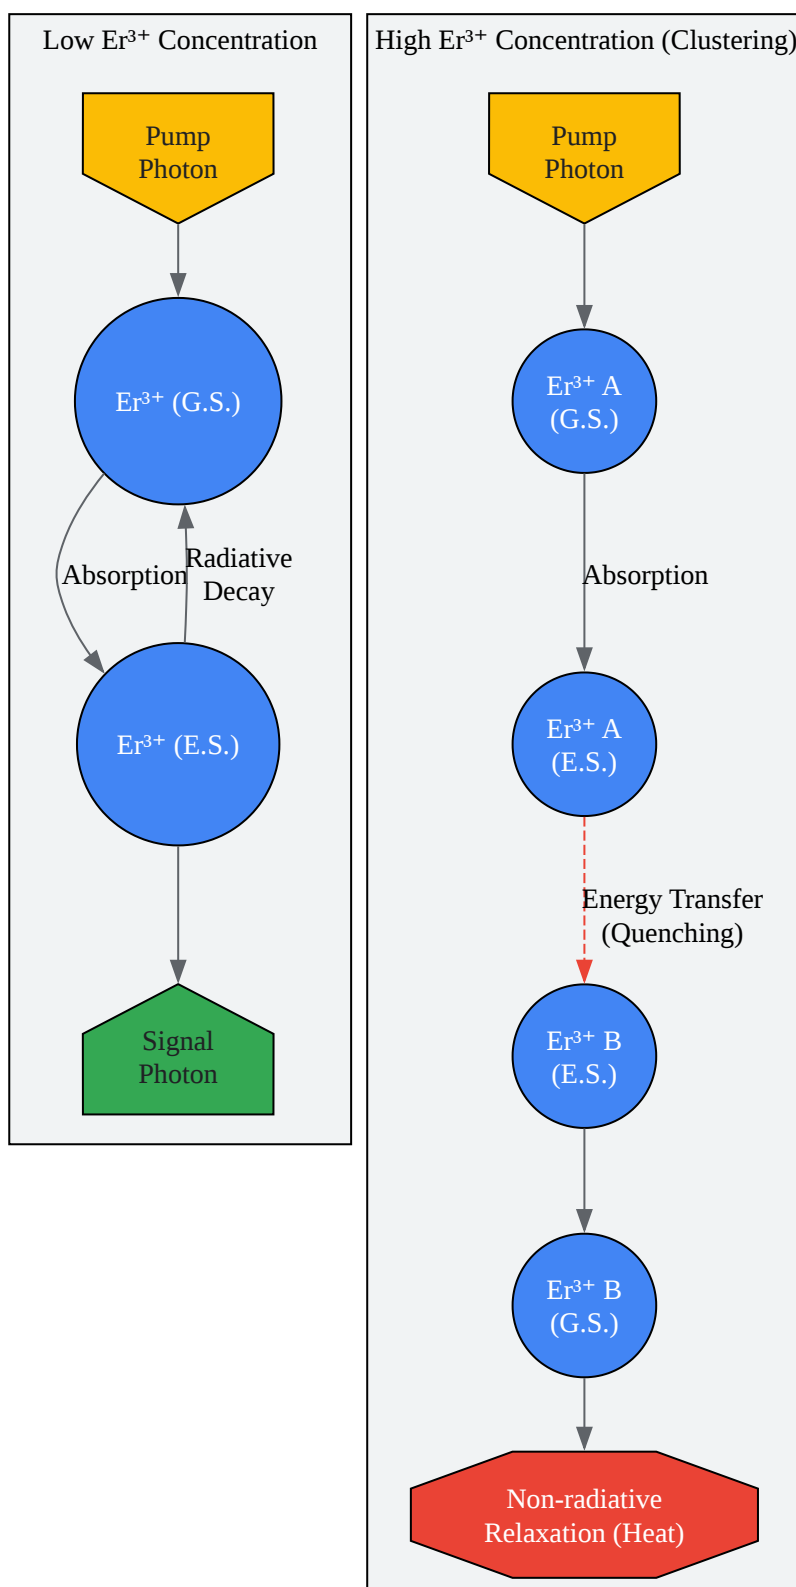 Low Er³⁺ Concentration
Pump
Photon
Er³⁺ (G.S.)
Absorption
Radiative
Decay
Er³⁺ (E.S.)
Signal
Photon
High Er³⁺ Concentration (Clustering)
Pump
Photon
Er³⁺ A
(G.S.)
Absorption
Er³⁺ A
(E.S.)
Energy Transfer
(Quenching)
Er³⁺ B
(E.S.)
Er³⁺ B
(G.S.)
Non-radiative
Relaxation (Heat)